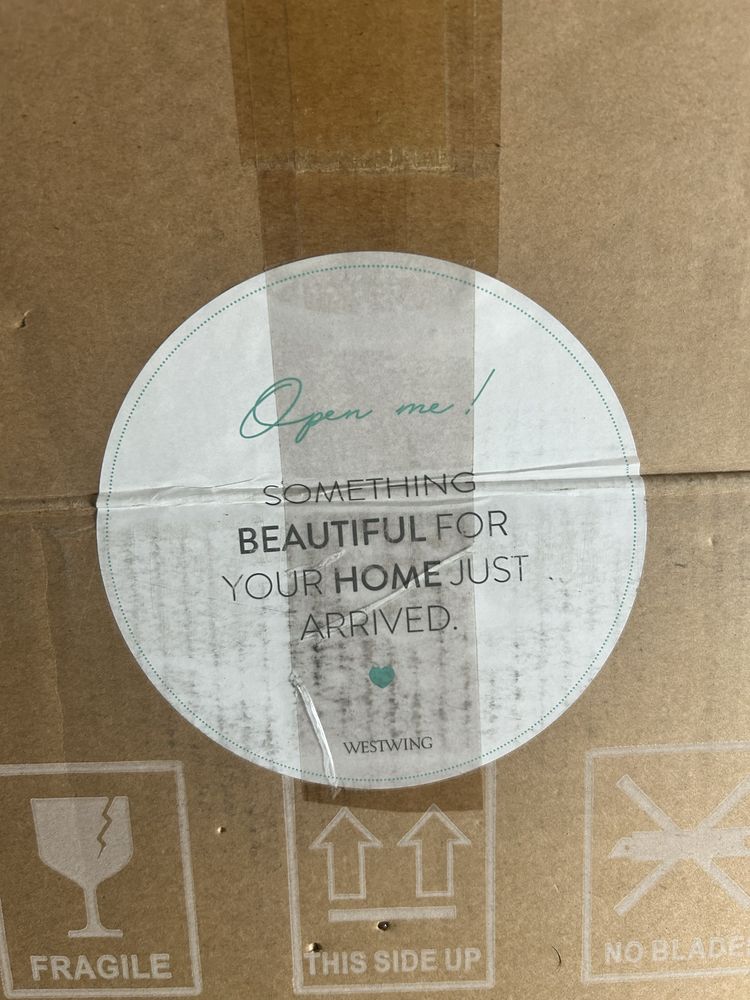 Open me!
SOMETHING
BEAUTIFUL FOR
YOUR HOME JUST
ARRIVED.
WESTWING
FRAGILE
THIS SIDE UP
NO BLADE